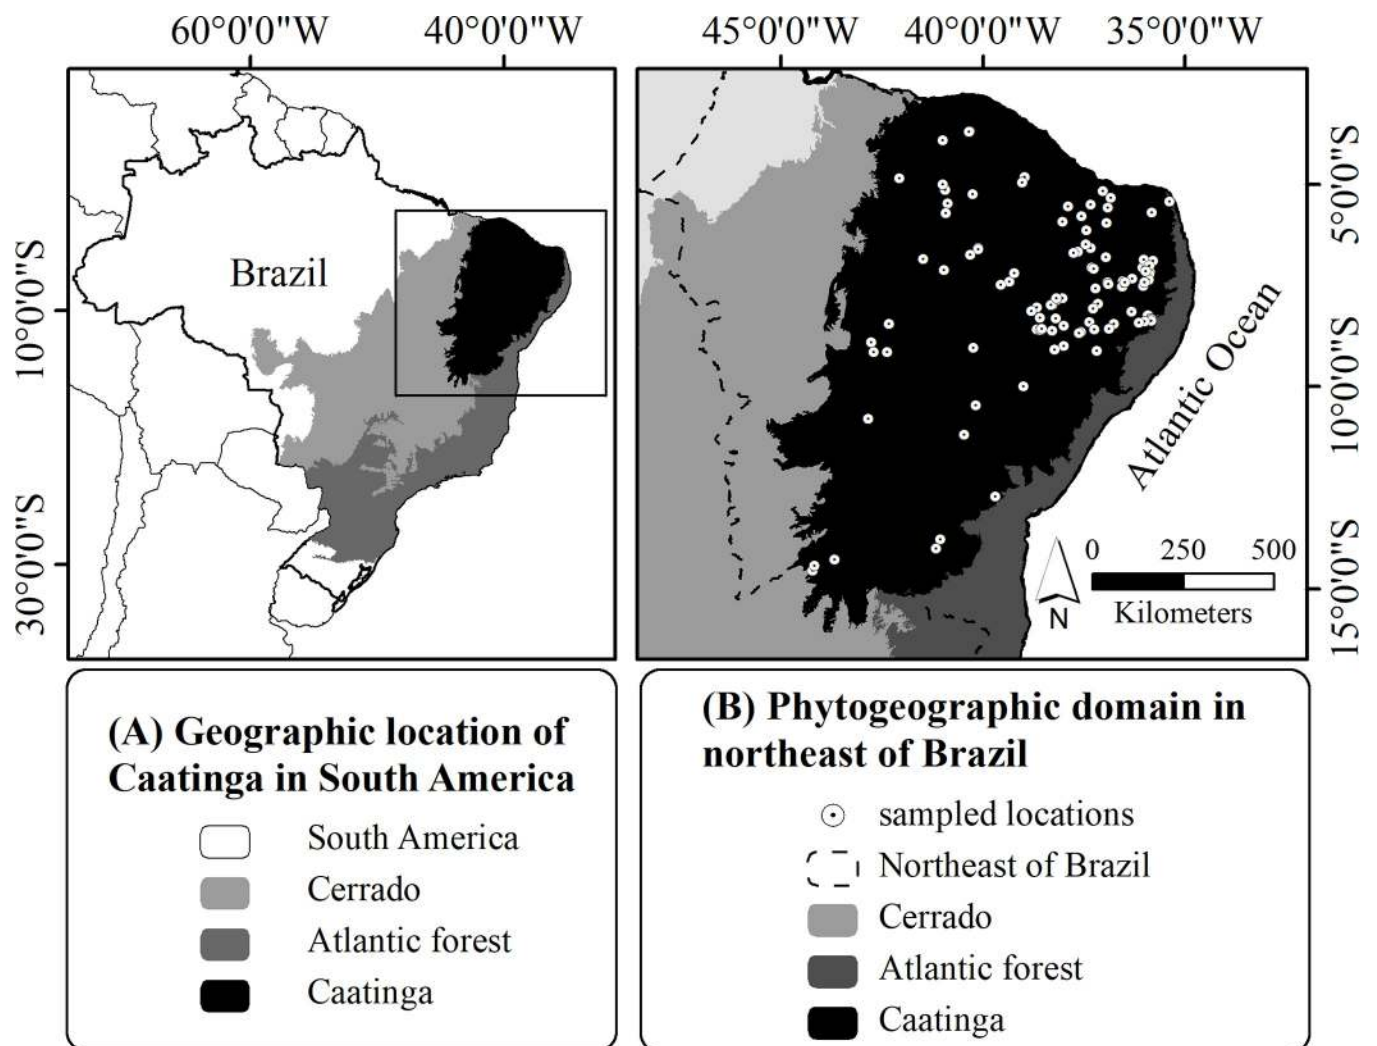 60°0'0"W
40°0'0"W
10°0'0"S
30°0'0"S
Brazil
45°0'0"W
40°0'0"W
35°0'0"W
5°0'0"S
10°0'0"S
15°0'0"S
Atlantic Ocean
0 250 500
Kilometers
N
(A) Geographic location of
Caatinga in South America
South America
Cerrado
Atlantic forest
Caatinga
(B) Phytogeographic domain in
northeast of Brazil
sampled locations
Northeast of Brazil
Cerrado
Atlantic forest
Caatinga